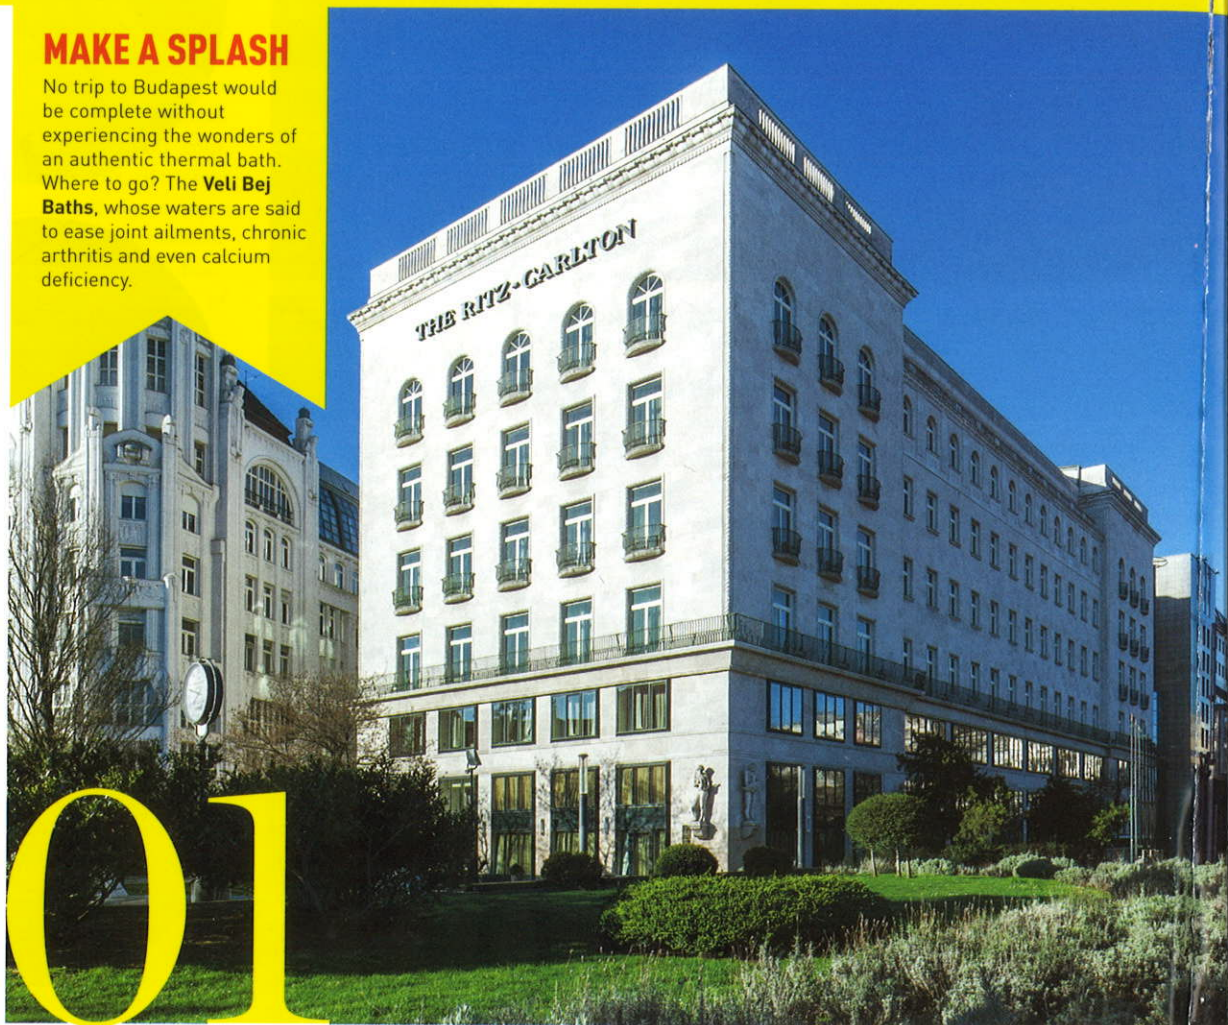 MAKE A SPLASH
No trip to Budapest would
be complete without
experiencing the wonders of
an authentic thermal bath.
Where to go? The Veli Bej
Baths, whose waters are said
to ease joint ailments, chronic
arthritis and even calcium
deficiency.
THE RITZ-CARLTON
01